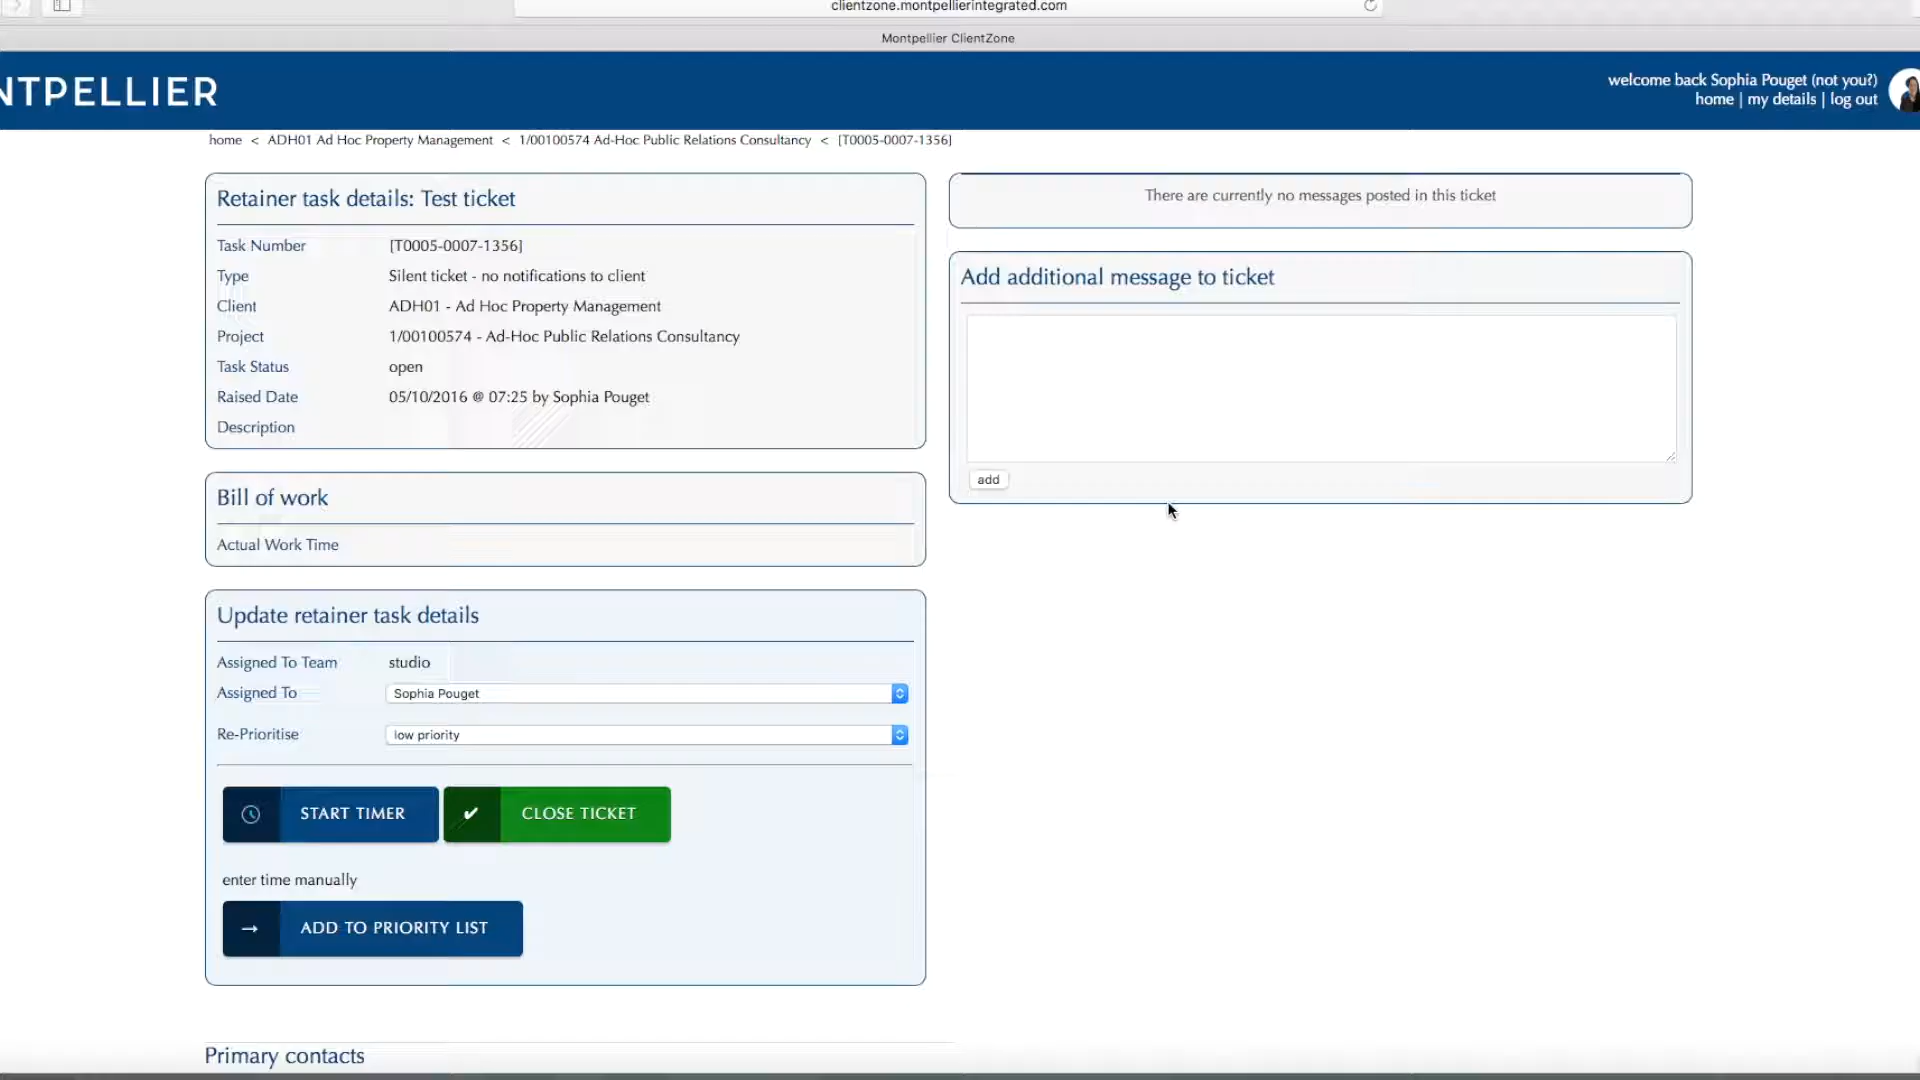 clientzone.montpellierintegrated.com
Montpellier ClientZone
NTPELLIER
welcome back Sophia Pouget (not you?)
home | my details | log out
home < ADH01 Ad Hoc Property Management < 1/00100574 Ad-Hoc Public Relations Consultancy < [T0005-0007-1356]
Retainer task details: Test ticket
Task Number [T0005-0007-1356]
Type Silent ticket - no notifications to client
Client ADH01 - Ad Hoc Property Management
Project 1/00100574 - Ad-Hoc Public Relations Consultancy
Task Status open
Raised Date 05/10/2016 @ 07:25 by Sophia Pouget
Description
Bill of work
Actual Work Time
Update retainer task details
Assigned To Team studio
Assigned To Sophia Pouget
Re-Prioritise low priority
START TIMER CLOSE TICKET
enter time manually
ADD TO PRIORITY LIST
Primary contacts
There are currently no messages posted in this ticket
Add additional message to ticket
add